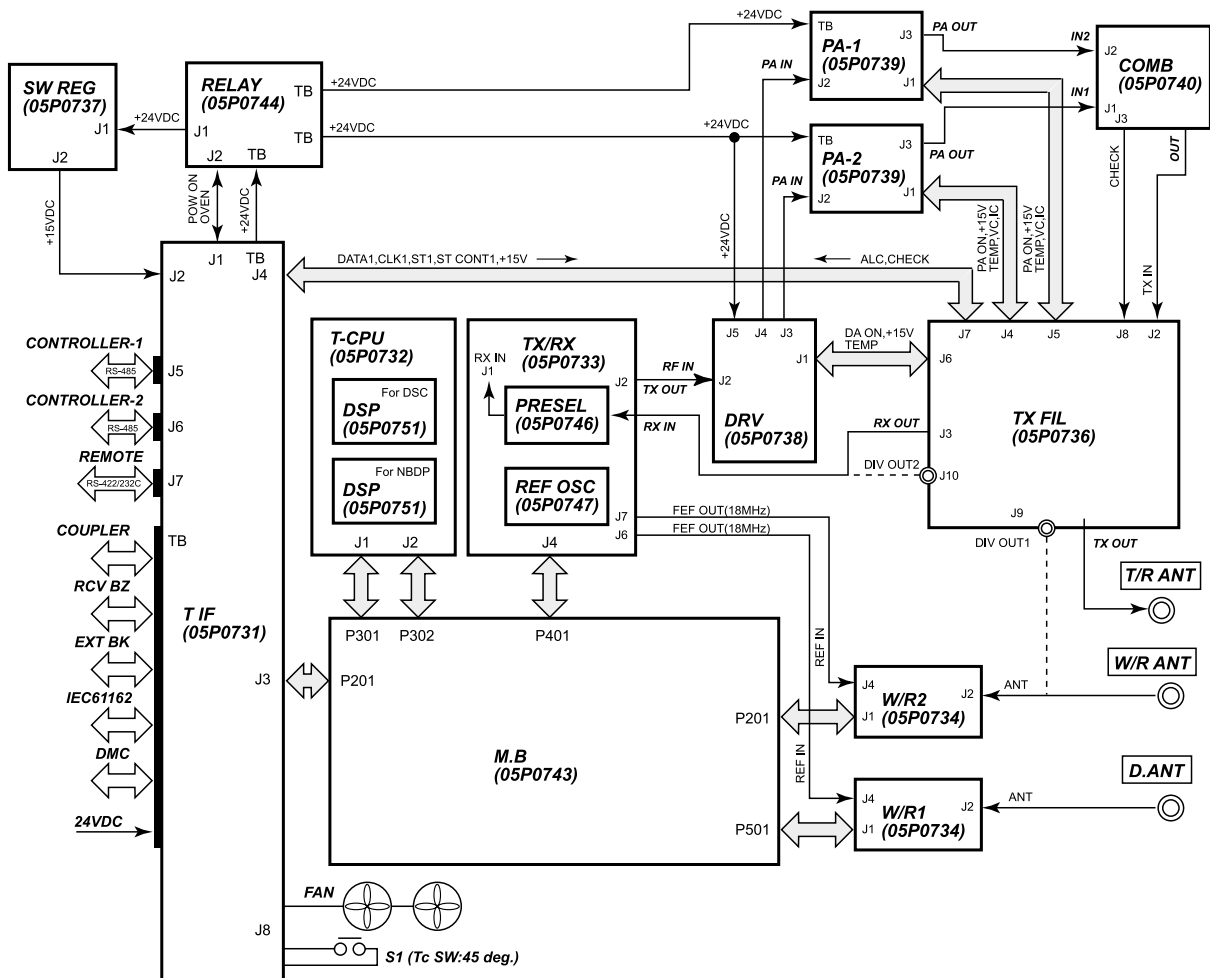 +24VDC
TB
PA-1
(05P0739)
J3
PA OUT
J2
J1
PA IN
IN2
J2
COMB
(05P0740)
IN1
J1
J3
CHECK
OUT
SW REG
(05P0737)
J1
J2
+24VDC
RELAY
(05P0744)
TB
+24VDC
J1
TB
+24VDC
J2
TB
+24VDC
TB
PA-2
(05P0739)
J3
PA OUT
J2
J1
PA IN
POW ON
OVEN
+24VDC
+15VDC
+24VDC
PA ON,+15V
TEMP,VC,IC
PA ON,+15V
TEMP,VC,IC
TX IN
J1
TB
J2
J4
DATA1,CLK1,ST1,ST CONT1,+15V
ALC,CHECK
CONTROLLER-1
RS-485
J5
CONTROLLER-2
RS-485
J6
REMOTE
RS-422/232C
J7
COUPLER
TB
RCV BZ
EXT BK
IEC61162
DMC
24VDC
T IF
(05P0731)
J3
J8
T-CPU
(05P0732)
For DSC
DSP
(05P0751)
For NBDP
DSP
(05P0751)
J1
J2
TX/RX
(05P0733)
RX IN
J1
J2
PRESEL
(05P0746)
REF OSC
(05P0747)
J7
J6
J4
RF IN
TX OUT
RX IN
J5
J4
J3
J1
J2
DRV
(05P0738)
DA ON,+15V
TEMP
J7
J4
J5
J8
J2
J6
TX FIL
(05P0736)
RX OUT
J3
DIV OUT2
J10
J9
DIV OUT1
TX OUT
FEF OUT(18MHz)
FEF OUT(18MHz)
T/R ANT
W/R ANT
D.ANT
P301
P302
P401
P201
M.B
(05P0743)
P201
P501
REF IN
REF IN
J4
W/R2
(05P0734)
J2
J1
ANT
J4
W/R1
(05P0734)
J2
J1
ANT
FAN
S1 (Tc SW:45 deg.)